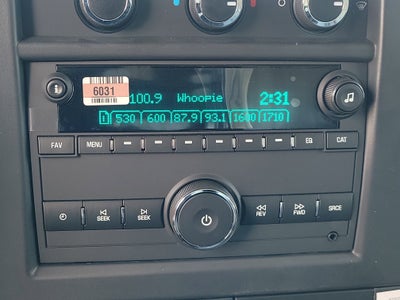 6031
100.9 Whoopie 2:31
1 530 600 87.9 93.1 1600 1710
FAV MENU EQ CAT
SEEK SEEK REV FWD SRCE